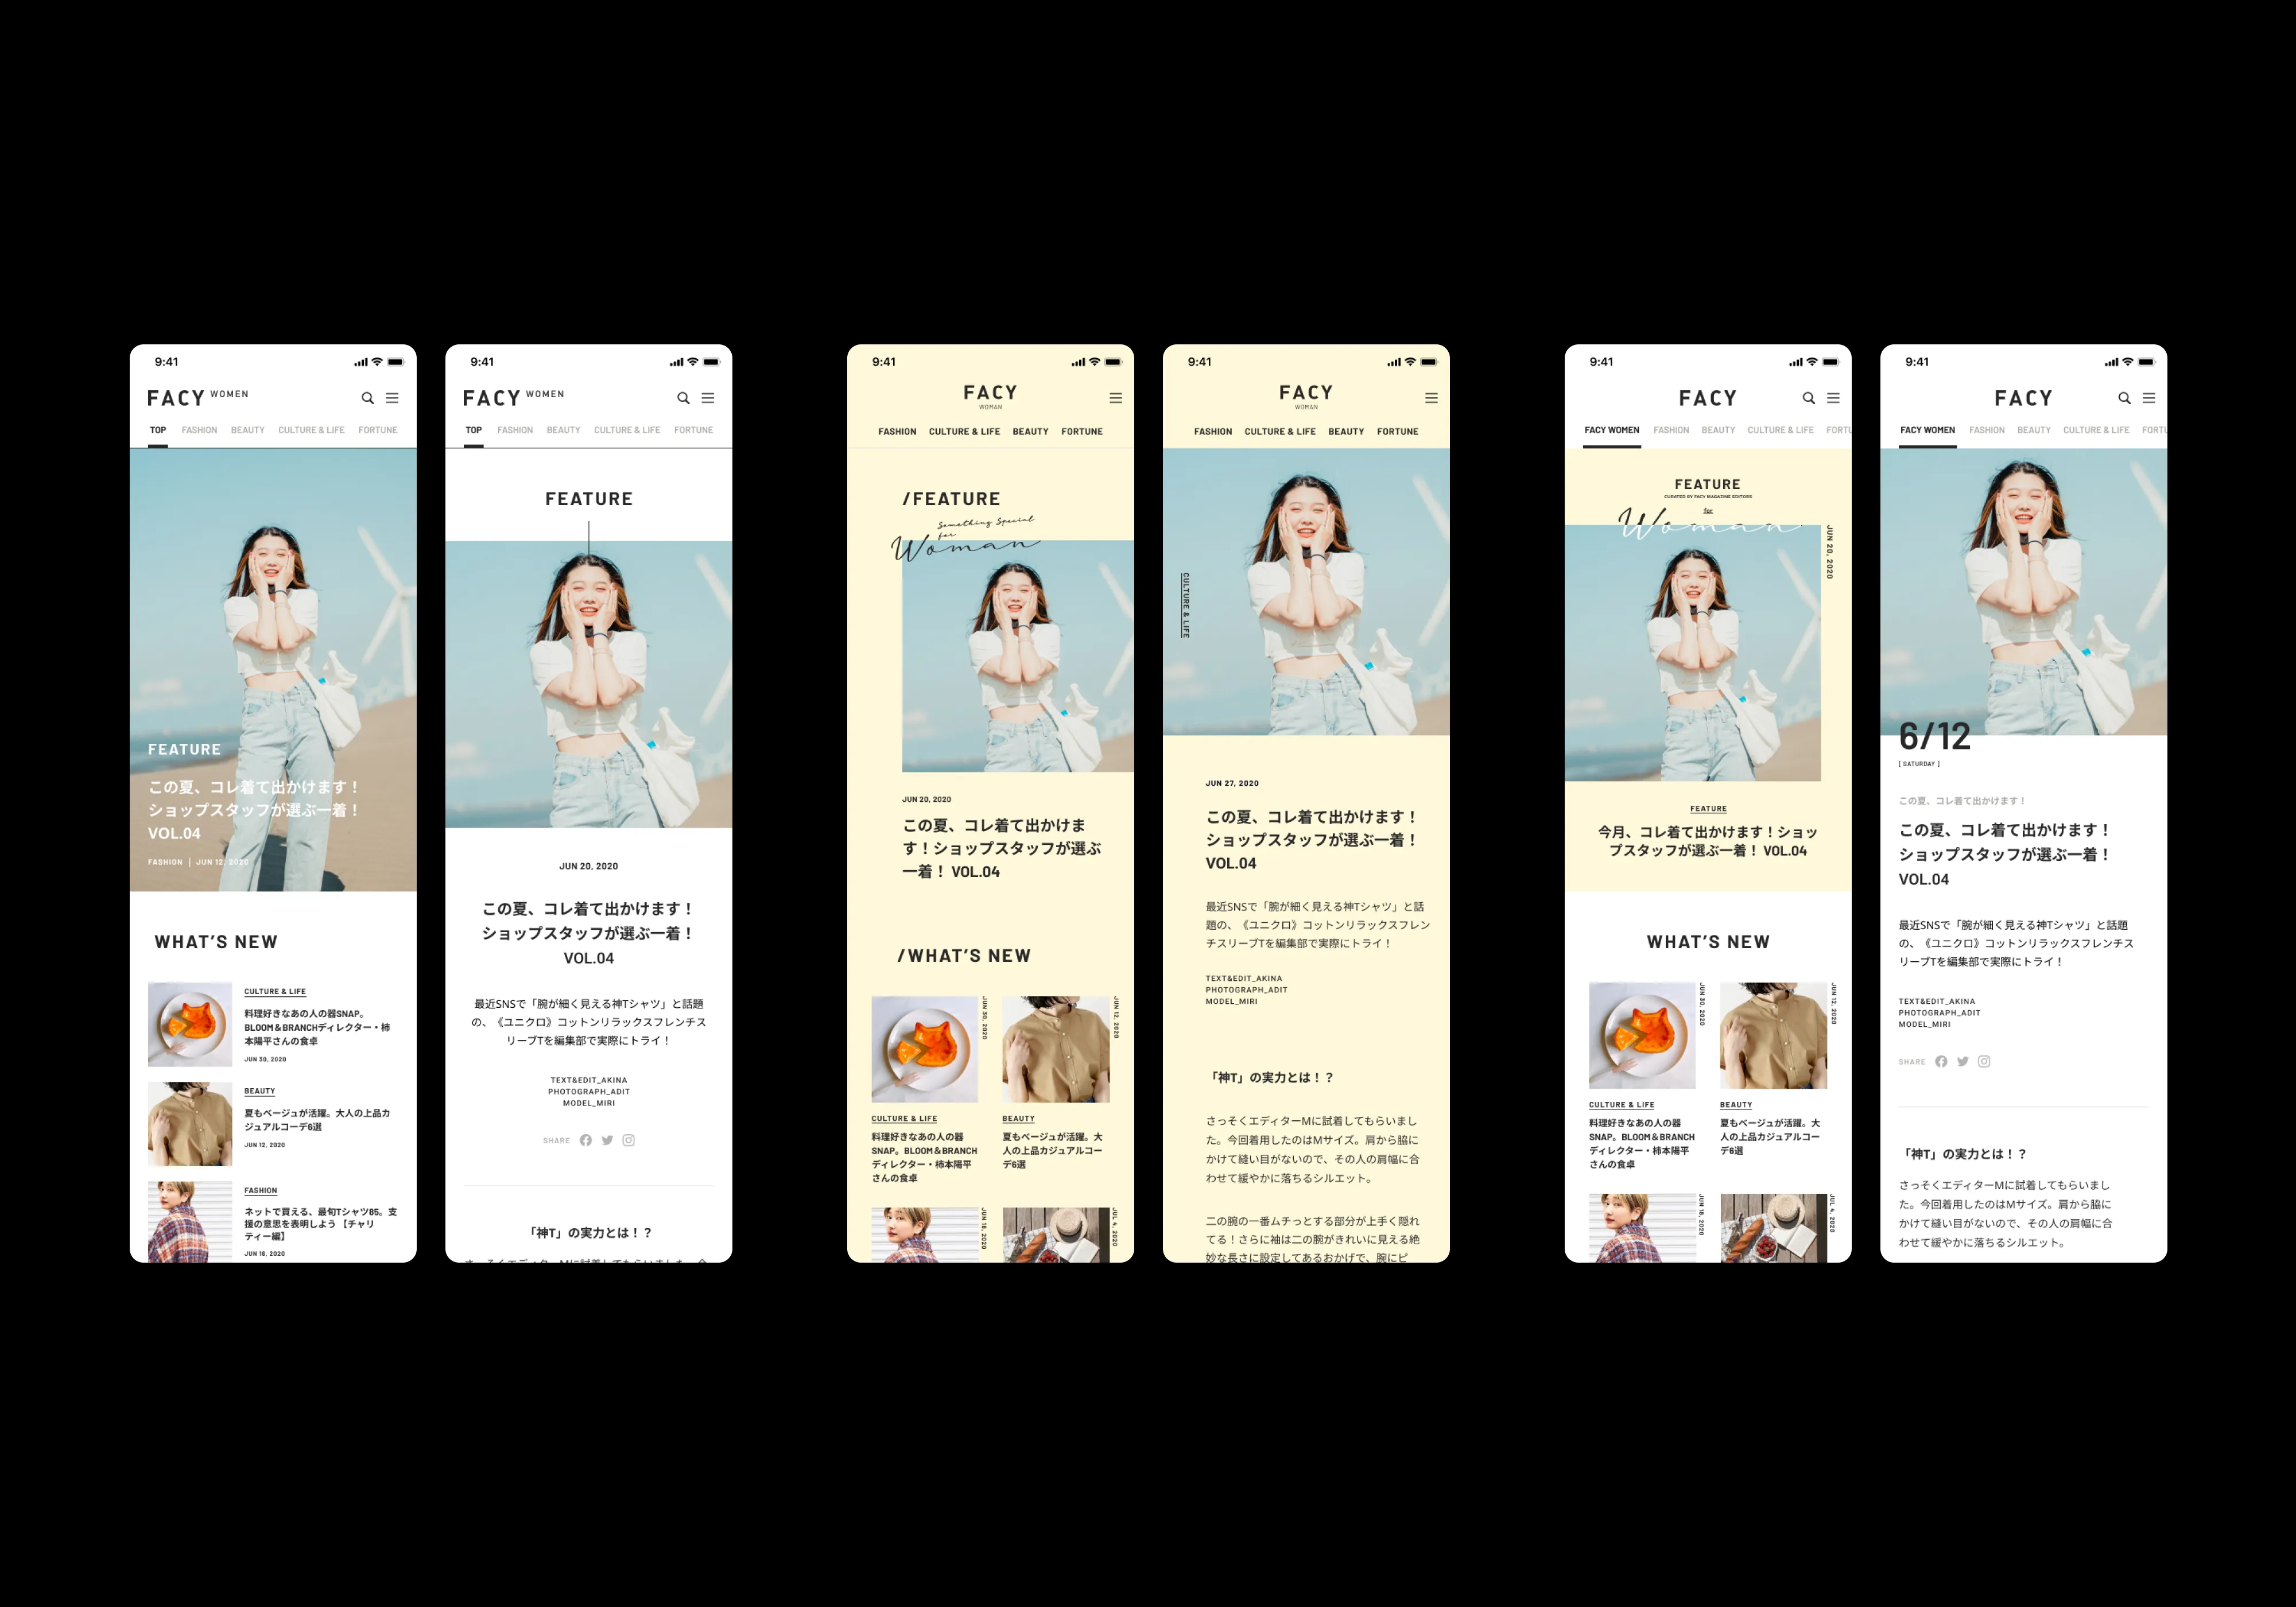 9:41
FACY WOMEN
TOP FASHION BEAUTY CULTURE & LIFE FORTUNE
FEATURE
この夏、コレ着て出かけます！
ショップスタッフが選ぶ一着！
VOL.04
FASHION | JUN 12, 2020
WHAT'S NEW
CULTURE & LIFE
料理好きなあの人の器SNAP。
BLOOM＆BRANCHディレクター・柿
本陽平さんの食卓
JUN 30, 2020
BEAUTY
夏もベージュが活躍。大人の上品カ
ジュアルコーデ6選
JUN 12, 2020
FASHION
ネットで買える、最旬Tシャツ85。支
援の意思を表明しよう【チャリ
ティー編】
JUN 18, 2020
9:41
FACY WOMEN
TOP FASHION BEAUTY CULTURE & LIFE FORTUNE
FEATURE
JUN 20, 2020
この夏、コレ着て出かけます！
ショップスタッフが選ぶ一着！
VOL.04
最近SNSで「腕が細く見える神Tシャツ」と話題
の、《ユニクロ》コットンリラックスフレンチス
リーブTを編集部で実際にトライ！
TEXT&EDIT_AKINA
PHOTOGRAPH_ADIT
MODEL_MIRI
SHARE
「神T」の実力とは！？
9:41
FACY
WOMAN
FASHION CULTURE & LIFE BEAUTY FORTUNE
/FEATURE
Something Special
for
Woman
JUN 20, 2020
この夏、コレ着て出かけま
す！ショップスタッフが選ぶ
一着！ VOL.04
/WHAT'S NEW
JUN 30, 2020
CULTURE & LIFE
料理好きなあの人の器
SNAP。BLOOM＆BRANCH
ディレクター・柿本陽平
さんの食卓
JUN 12, 2020
BEAUTY
夏もベージュが活躍。大
人の上品カジュアルコー
デ6選
JUN 18, 2020
JUL 4, 2020
9:41
FACY
WOMAN
FASHION CULTURE & LIFE BEAUTY FORTUNE
CULTURE & LIFE
JUN 27, 2020
この夏、コレ着て出かけます！
ショップスタッフが選ぶ一着！
VOL.04
最近SNSで「腕が細く見える神Tシャツ」と話
題の、《ユニクロ》コットンリラックスフレン
チスリーブTを編集部で実際にトライ！
TEXT&EDIT_AKINA
PHOTOGRAPH_ADIT
MODEL_MIRI
「神T」の実力とは！？
さっそくエディターMに試着してもらいまし
た。今回着用したのはMサイズ。肩から脇に
かけて縫い目がないので、その人の肩幅に合
わせて緩やかに落ちるシルエット。
二の腕の一番ムチっとする部分が上手く隠れ
てる！さらに袖は二の腕がきれいに見える絶
妙な長さに設定してあるおかげで、腕にピ
9:41
FACY
FACY WOMEN FASHION BEAUTY CULTURE & LIFE FORTU
FEATURE
CURATED BY FACY MAGAZINE EDITORS
for
Woman
JUN 20, 2020
FEATURE
今月、コレ着て出かけます！ショッ
プスタッフが選ぶ一着！ VOL.04
WHAT'S NEW
JUN 30, 2020
CULTURE & LIFE
料理好きなあの人の器
SNAP。BLOOM＆BRANCH
ディレクター・柿本陽平
さんの食卓
JUN 12, 2020
BEAUTY
夏もベージュが活躍。大
人の上品カジュアルコー
デ6選
JUN 18, 2020
JUL 4, 2020
9:41
FACY
FACY WOMEN FASHION BEAUTY CULTURE & LIFE FORTU
6/12
[ SATURDAY ]
この夏、コレ着て出かけます！
この夏、コレ着て出かけます！
ショップスタッフが選ぶ一着！
VOL.04
最近SNSで「腕が細く見える神Tシャツ」と話題
の、《ユニクロ》コットンリラックスフレンチス
リーブTを編集部で実際にトライ！
TEXT&EDIT_AKINA
PHOTOGRAPH_ADIT
MODEL_MIRI
SHARE
「神T」の実力とは！？
さっそくエディターMに試着してもらいまし
た。今回着用したのはMサイズ。肩から脇に
かけて縫い目がないので、その人の肩幅に合
わせて緩やかに落ちるシルエット。